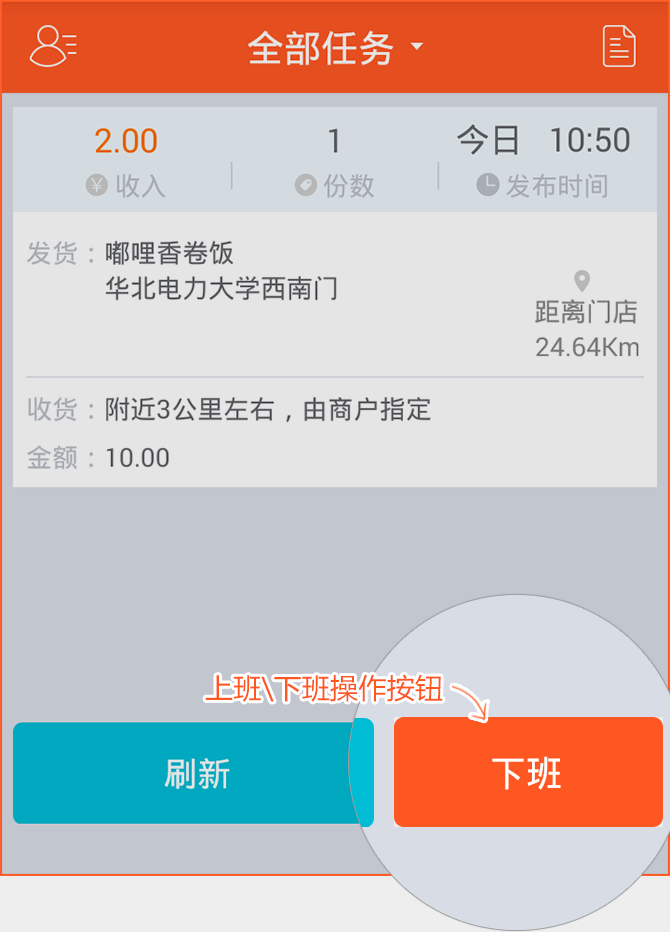 全部任务
2.00 1 今日 10:50
¥ 收入 份数 发布时间
发货：嘟哩香卷饭
华北电力大学西南门
距离门店
24.64Km
收货：附近3公里左右，由商户指定
金额：10.00
上班\下班操作按钮
刷新 下班